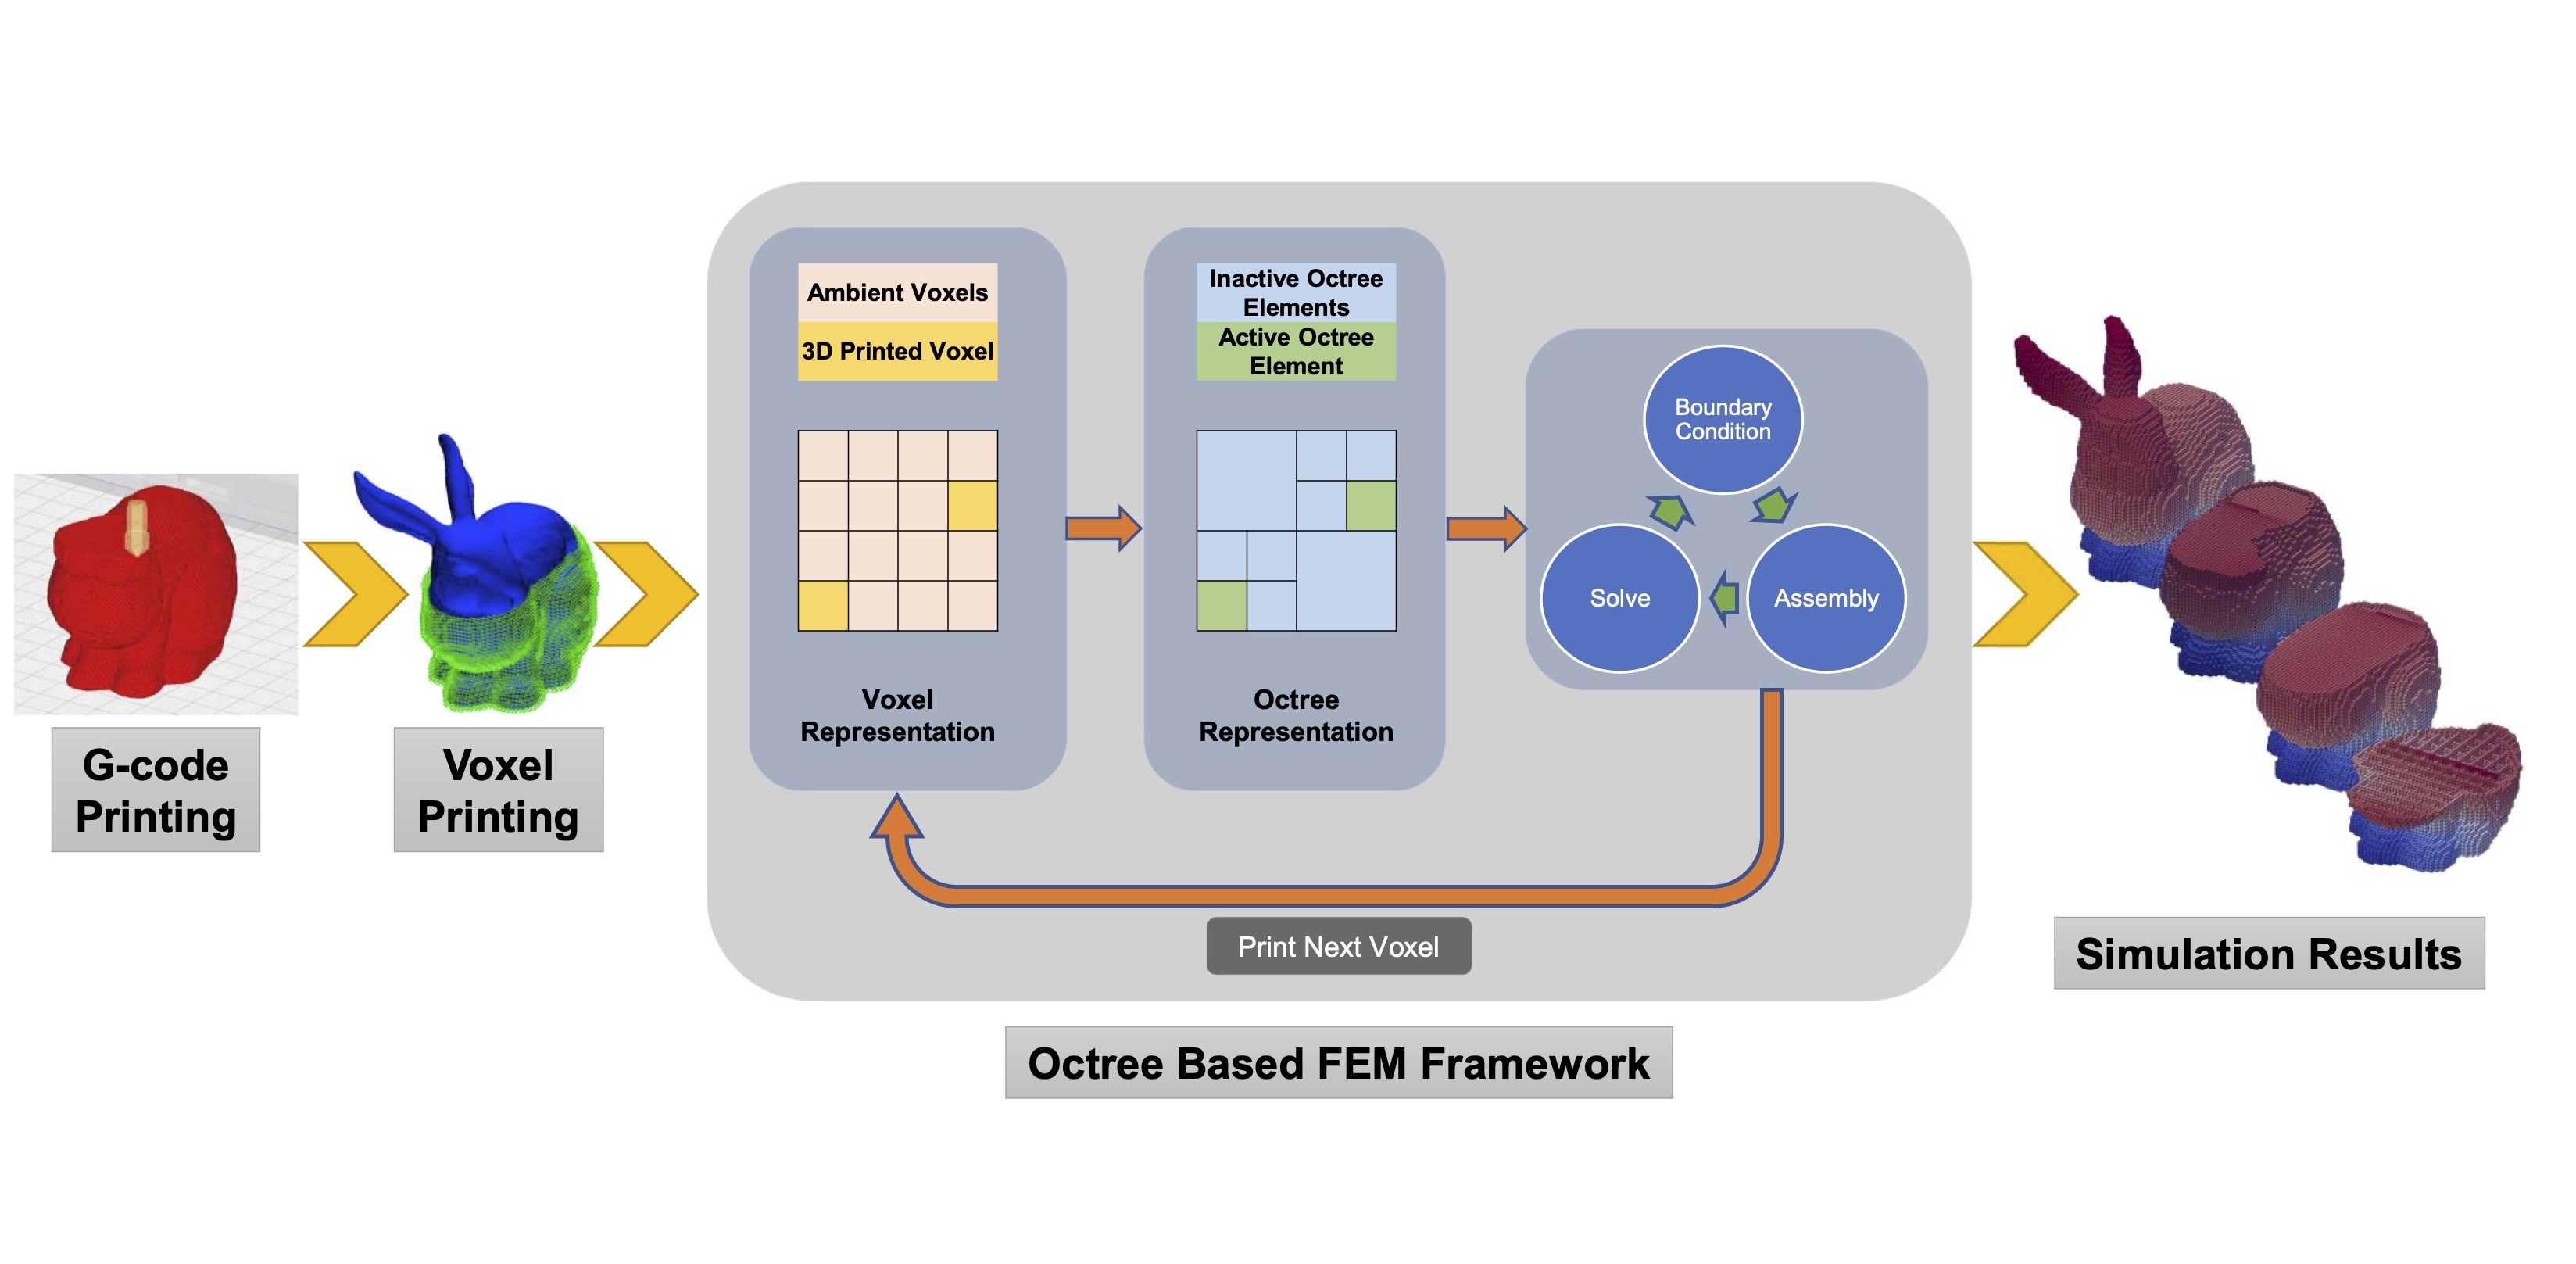 G-code
Printing
Voxel
Printing
Ambient Voxels
3D Printed Voxel
Voxel
Representation
Inactive Octree
Elements
Active Octree
Element
Octree
Representation
Boundary
Condition
Solve
Assembly
Print Next Voxel
Octree Based FEM Framework
Simulation Results